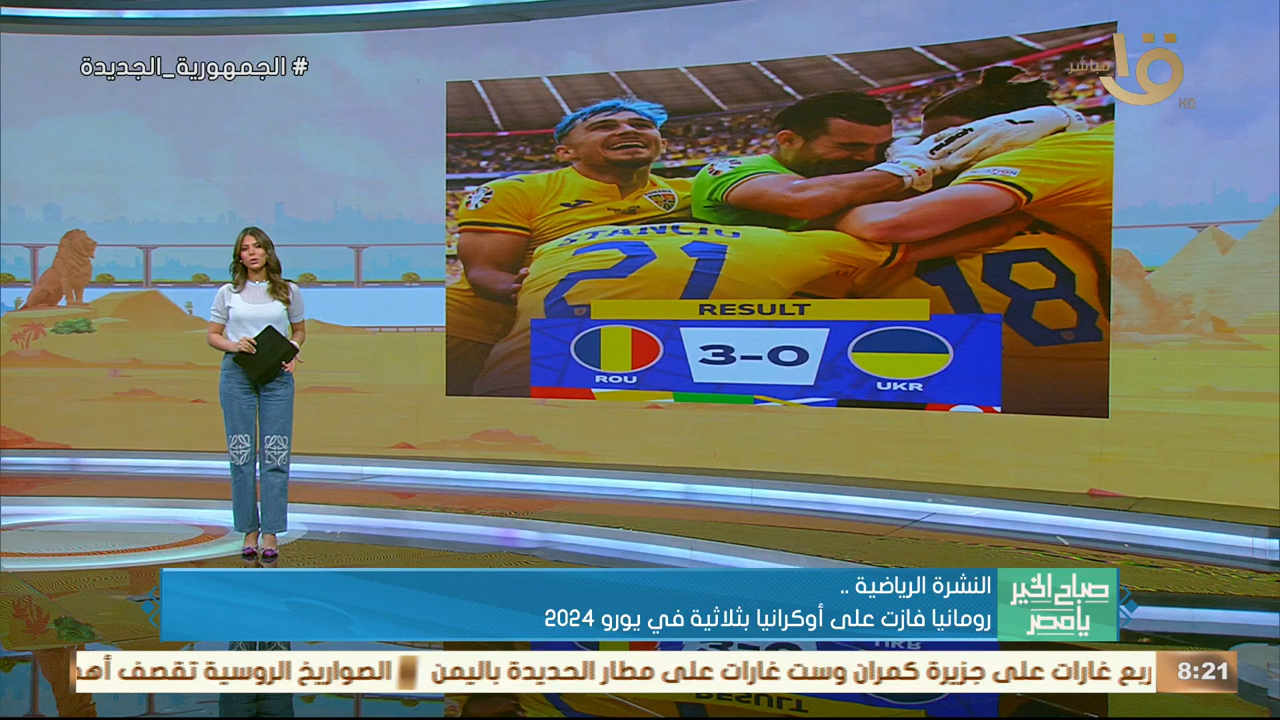 #الجمهورية_الجديدة
مباشر
HD
STANCIU
21
18
RESULT
3-0
ROU
UKR
النشرة الرياضية ..
رومانيا فازت على أوكرانيا بثلاثية في يورو 2024
صباح الخير
يا مصر
ربع غارات على جزيرة كمران وست غارات على مطار الحديدة باليمن الصواريخ الروسية تقصف أهد
8:21